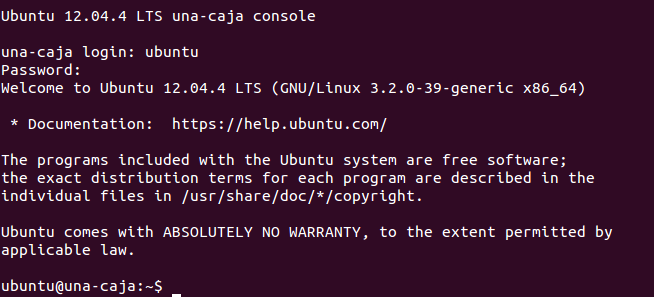 Ubuntu 12.04.4 LTS una-caja console
una-caja login: ubuntu
Password:
Welcome to Ubuntu 12.04.4 LTS (GNU/Linux 3.2.0-39-generic x86_64)
* Documentation:  https://help.ubuntu.com/
The programs included with the Ubuntu system are free software;
the exact distribution terms for each program are described in the
individual files in /usr/share/doc/*/copyright.
Ubuntu comes with ABSOLUTELY NO WARRANTY, to the extent permitted by
applicable law.
ubuntu@una-caja:~$